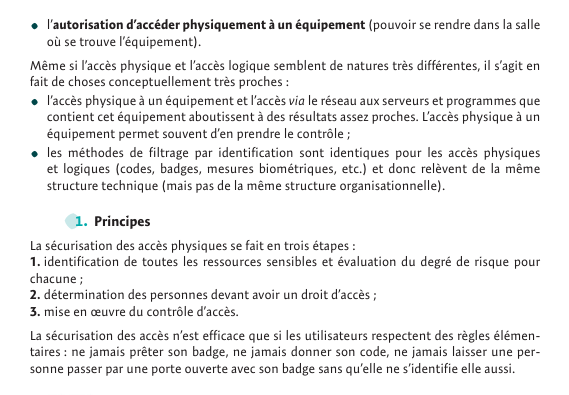 ● l’autorisation d’accéder physiquement à un équipement (pouvoir se rendre dans la salle
où se trouve l’équipement).
Même si l’accès physique et l’accès logique semblent de natures très différentes, il s’agit en
fait de choses conceptuellement très proches :
● l’accès physique à un équipement et l’accès via le réseau aux serveurs et programmes que
contient cet équipement aboutissent à des résultats assez proches. L’accès physique à un
équipement permet souvent d’en prendre le contrôle ;
● les méthodes de filtrage par identification sont identiques pour les accès physiques
et logiques (codes, badges, mesures biométriques, etc.) et donc relèvent de la même
structure technique (mais pas de la même structure organisationnelle).
1. Principes
La sécurisation des accès physiques se fait en trois étapes :
1. identification de toutes les ressources sensibles et évaluation du degré de risque pour
chacune ;
2. détermination des personnes devant avoir un droit d’accès ;
3. mise en œuvre du contrôle d’accès.
La sécurisation des accès n’est efficace que si les utilisateurs respectent des règles élémen-
taires : ne jamais prêter son badge, ne jamais donner son code, ne jamais laisser une per-
sonne passer par une porte ouverte avec son badge sans qu’elle ne s’identifie elle aussi.